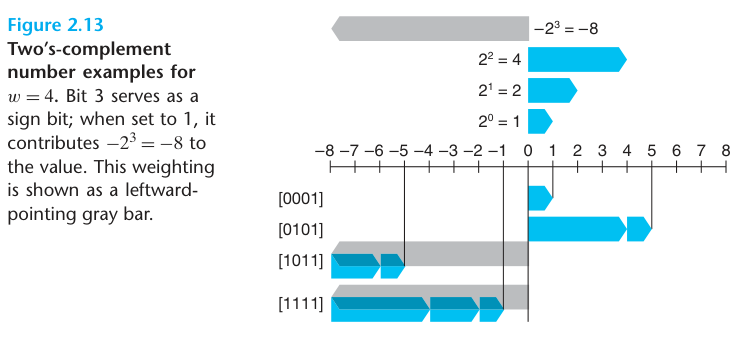 Figure 2.13
Two’s-complement
number examples for
w = 4. Bit 3 serves as a
sign bit; when set to 1, it
contributes −2³ = −8 to
the value. This weighting
is shown as a leftward-
pointing gray bar.
−2³ = −8
2² = 4
2¹ = 2
2⁰ = 1
−8 −7 −6 −5 −4 −3 −2 −1 0 1 2 3 4 5 6 7 8
[0001]
[0101]
[1011]
[1111]